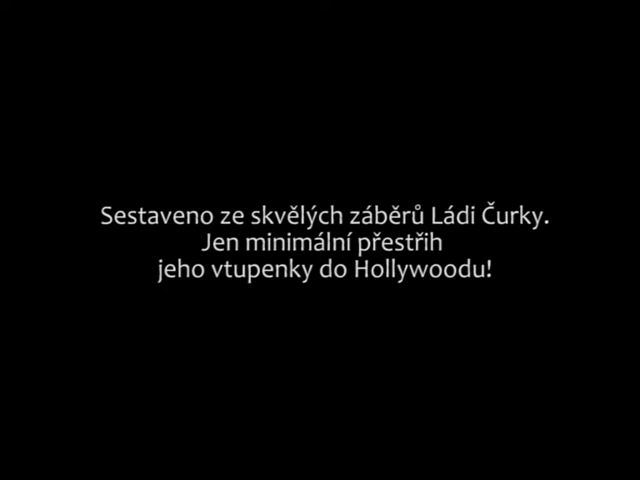 Sestaveno ze skvělých záběrů Ládi Čurky.
Jen minimální přestřih
jeho vtupenky do Hollywoodu!